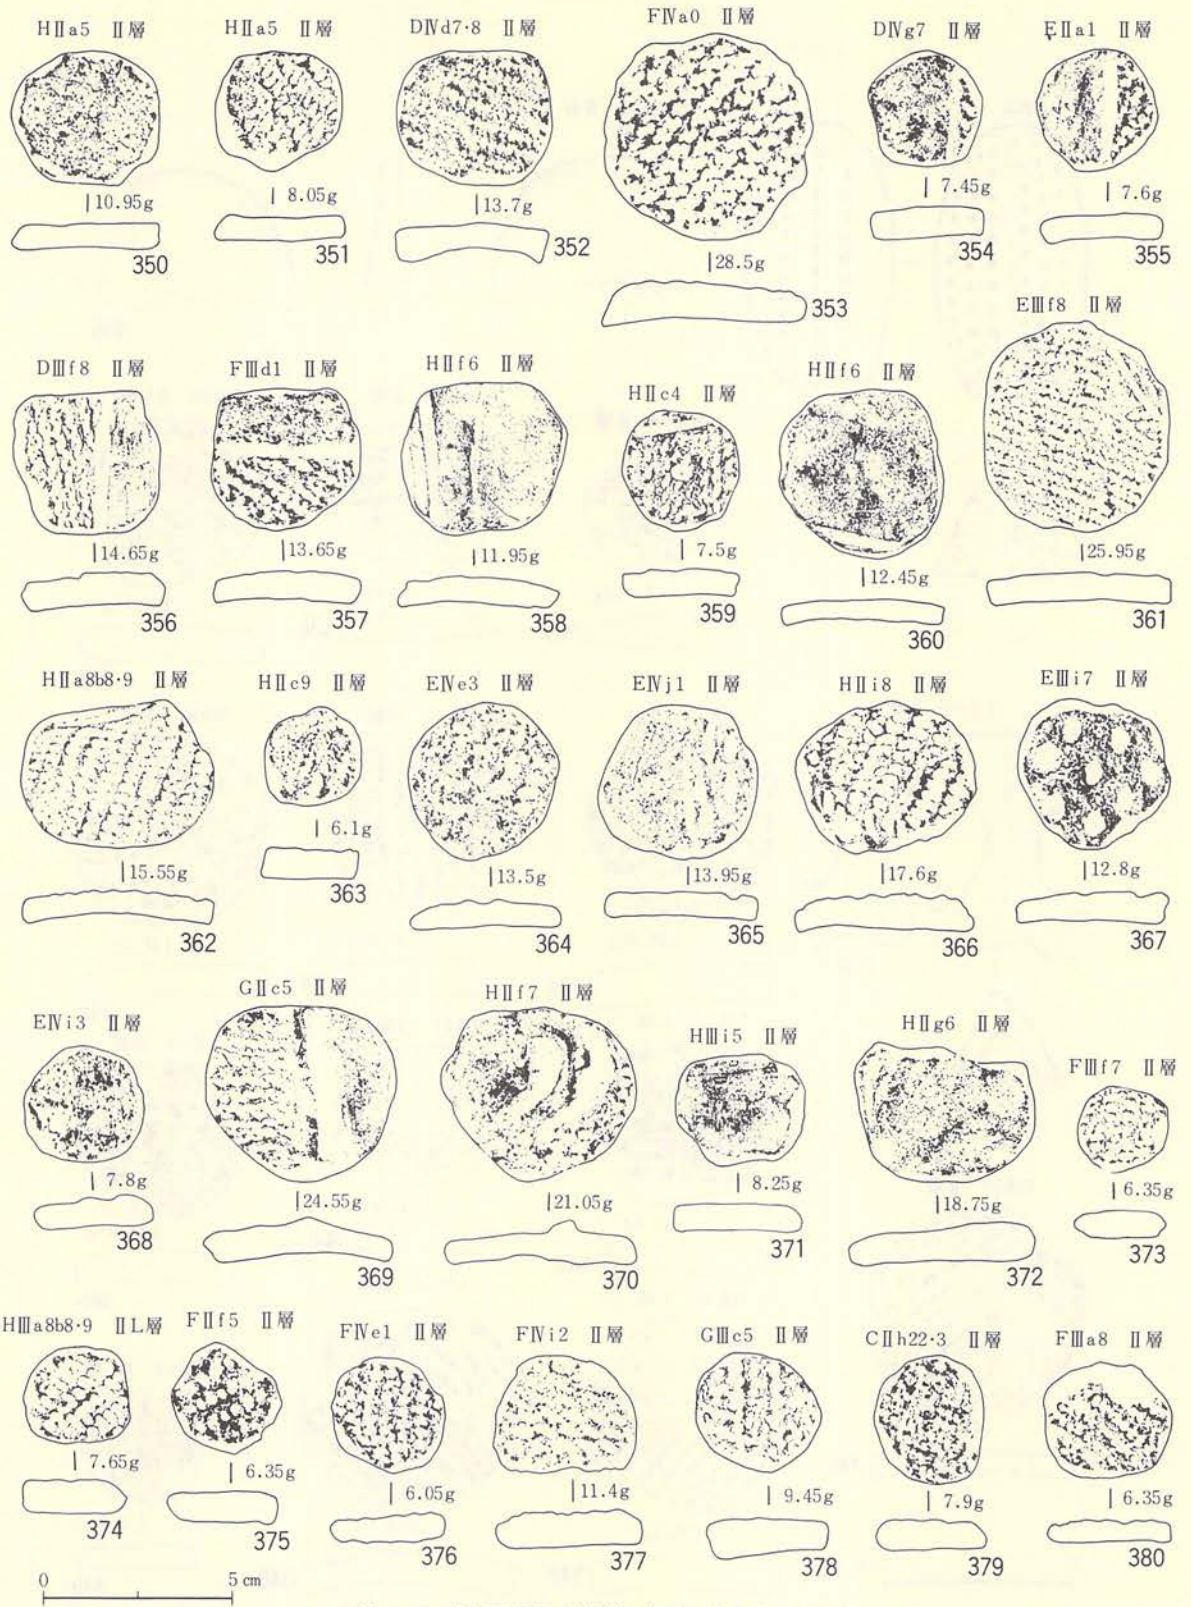 HⅡa5 Ⅱ層 HⅡa5 Ⅱ層 DⅣd7·8 Ⅱ層 FⅣa0 Ⅱ層 DⅣg7 Ⅱ層 EⅡa1 Ⅱ層
10.95g 8.05g 13.7g 28.5g 7.45g 7.6g
350 351 352 353 354 355
DⅢf8 Ⅱ層 FⅢd1 Ⅱ層 HⅡf6 Ⅱ層 HⅡc4 Ⅱ層 HⅡf6 Ⅱ層 EⅢf8 Ⅱ層
14.65g 13.65g 11.95g 7.5g 12.45g 25.95g
356 357 358 359 360 361
HⅡa8b8·9 Ⅱ層 HⅡc9 Ⅱ層 EⅣe3 Ⅱ層 EⅣj1 Ⅱ層 HⅡi8 Ⅱ層 EⅢi7 Ⅱ層
15.55g 6.1g 13.5g 13.95g 17.6g 12.8g
362 363 364 365 366 367
EⅣi3 Ⅱ層 GⅡc5 Ⅱ層 HⅡf7 Ⅱ層 HⅢi5 Ⅱ層 HⅡg6 Ⅱ層 FⅢf7 Ⅱ層
7.8g 24.55g 21.05g 8.25g 18.75g 6.35g
368 369 370 371 372 373
HⅢa8b8·9 ⅡL層 FⅡf5 Ⅱ層 FⅣe1 Ⅱ層 FⅣi2 Ⅱ層 GⅢc5 Ⅱ層 CⅡh22·3 Ⅱ層 FⅢa8 Ⅱ層
7.65g 6.35g 6.05g 11.4g 9.45g 7.9g 6.35g
374 375 376 377 378 379 380
0 5cm